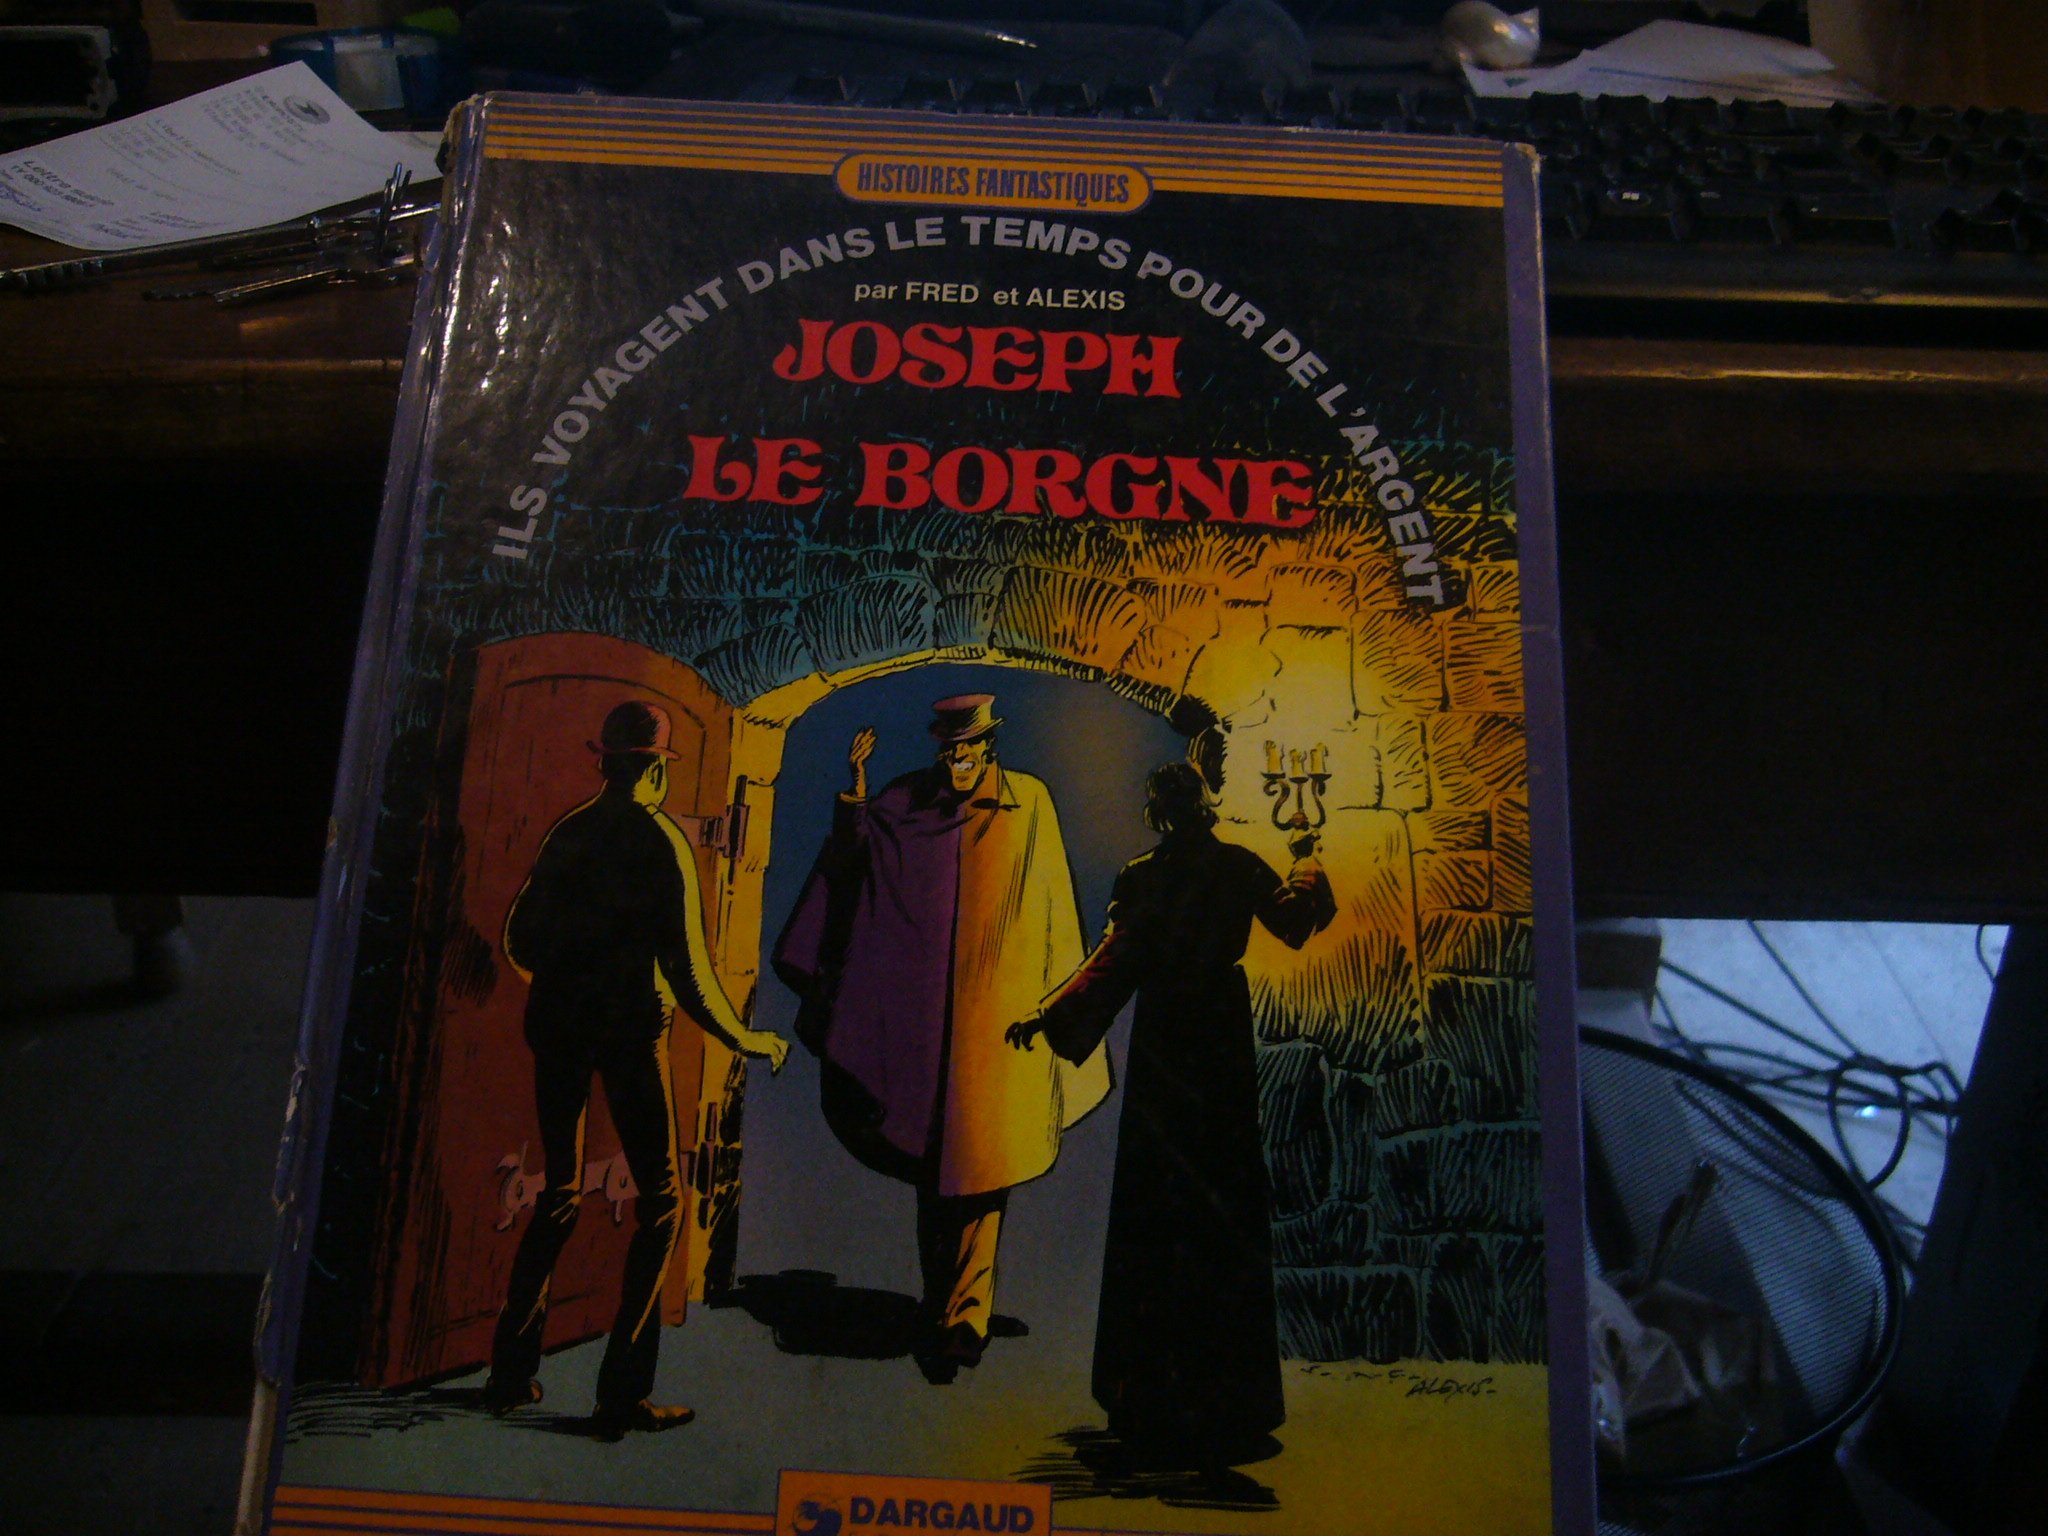 HISTOIRES FANTASTIQUES
ILS VOYAGENT DANS LE TEMPS POUR DE L'ARGENT
par FRED et ALEXIS
JOSEPH
LE BORGNE
ALEXIS-
DARGAUD